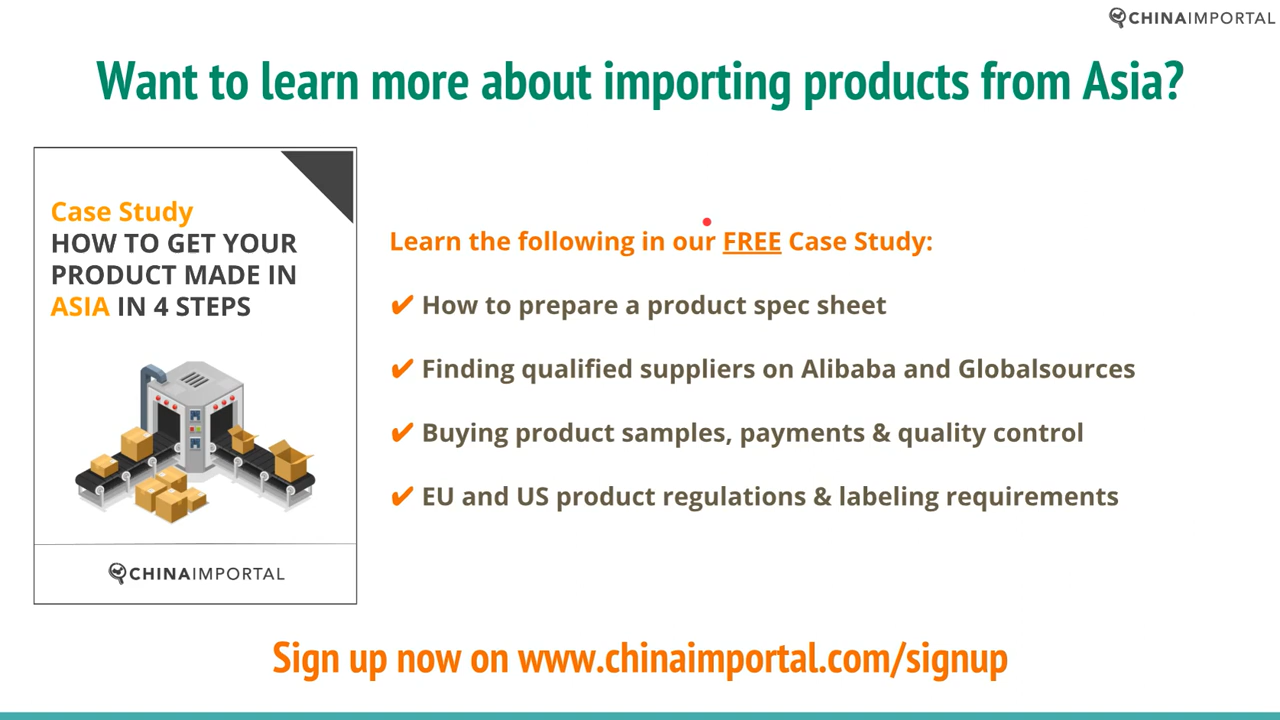 CHINAIMPORTAL
Want to learn more about importing products from Asia?
Case Study
HOW TO GET YOUR
PRODUCT MADE IN
ASIA IN 4 STEPS
CHINAIMPORTAL
Learn the following in our FREE Case Study:
✔ How to prepare a product spec sheet
✔ Finding qualified suppliers on Alibaba and Globalsources
✔ Buying product samples, payments & quality control
✔ EU and US product regulations & labeling requirements
Sign up now on www.chinaimportal.com/signup